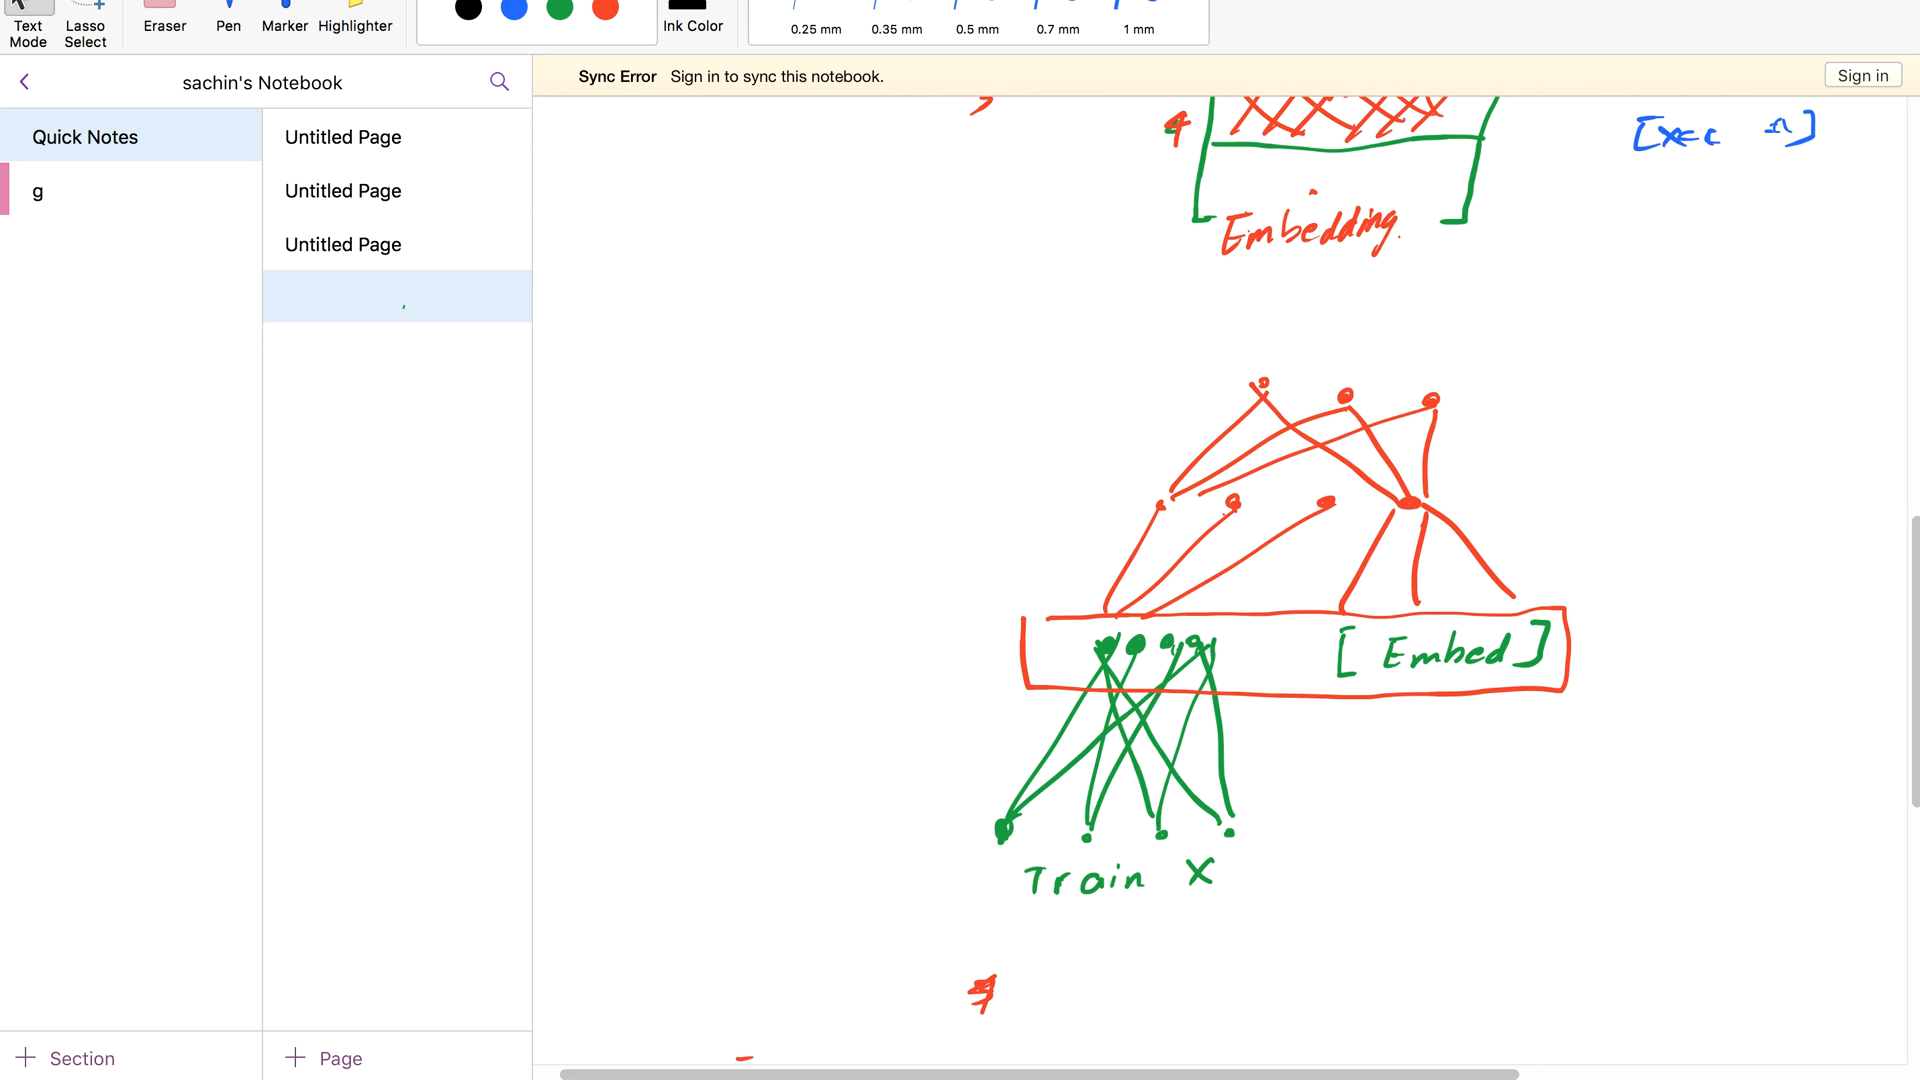 Text Mode
Lasso Select
Eraser
Pen
Marker
Highlighter
Ink Color
0.25 mm
0.35 mm
0.5 mm
0.7 mm
1 mm
sachin's Notebook
Sync Error Sign in to sync this notebook.
Sign in
Quick Notes
g
Untitled Page
Untitled Page
Untitled Page
4
Embedding.
[ Embed ]
Train X
+ Section
+ Page